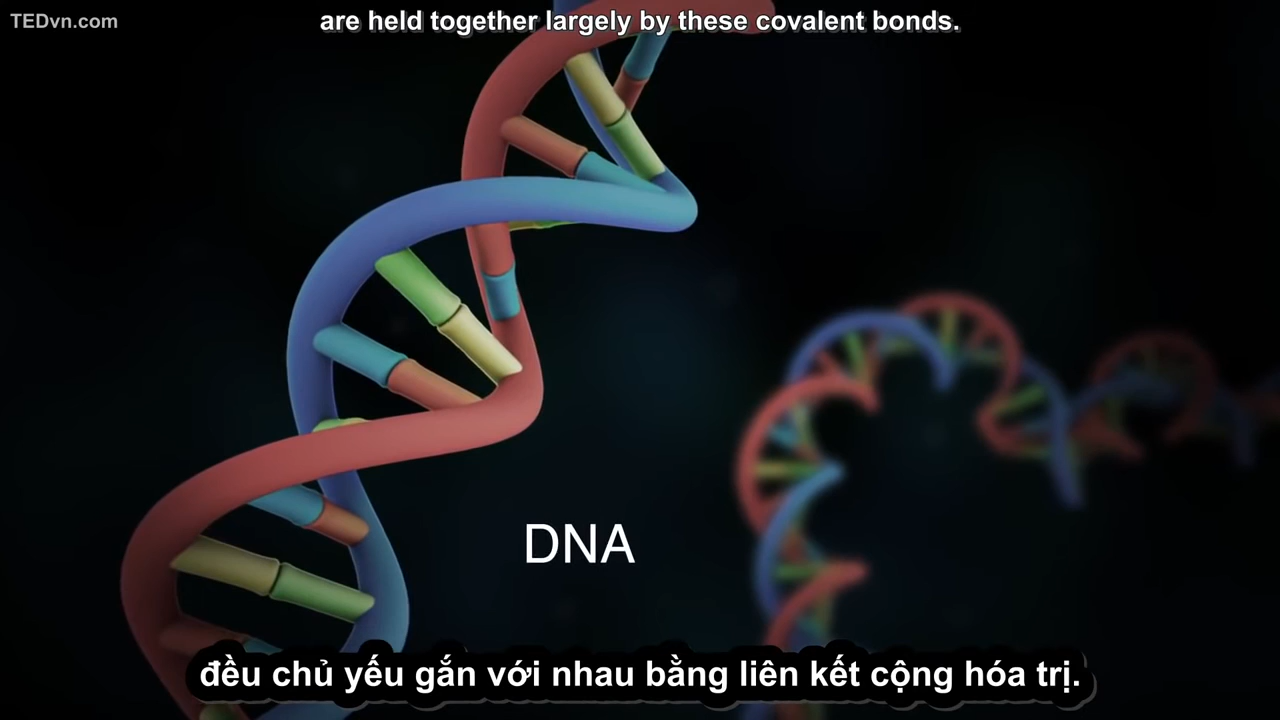 TEDvn.com
are held together largely by these covalent bonds.
DNA
đều chủ yếu gắn với nhau bằng liên kết cộng hóa trị.